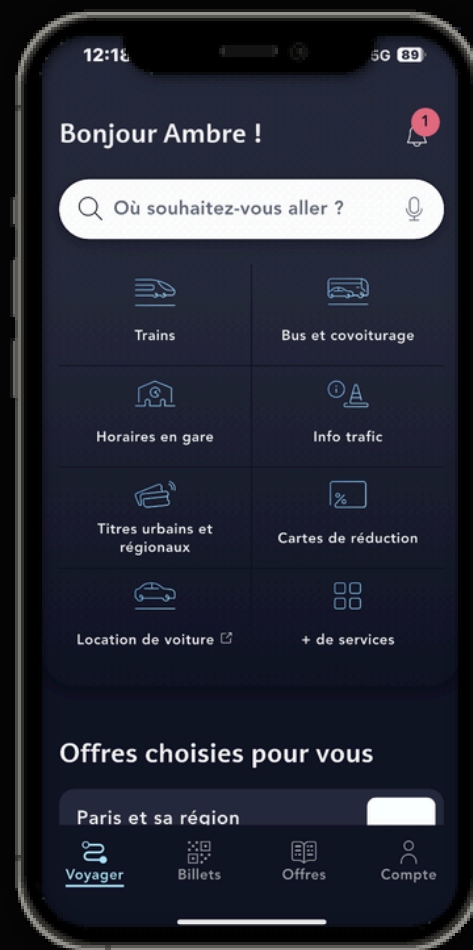 12:18
5G 89
Bonjour Ambre !
1
Où souhaitez-vous aller ?
Trains
Bus et covoiturage
Horaires en gare
Info trafic
Titres urbains et
régionaux
Cartes de réduction
Location de voiture
+ de services
Offres choisies pour vous
Paris et sa région
Voyager
Billets
Offres
Compte